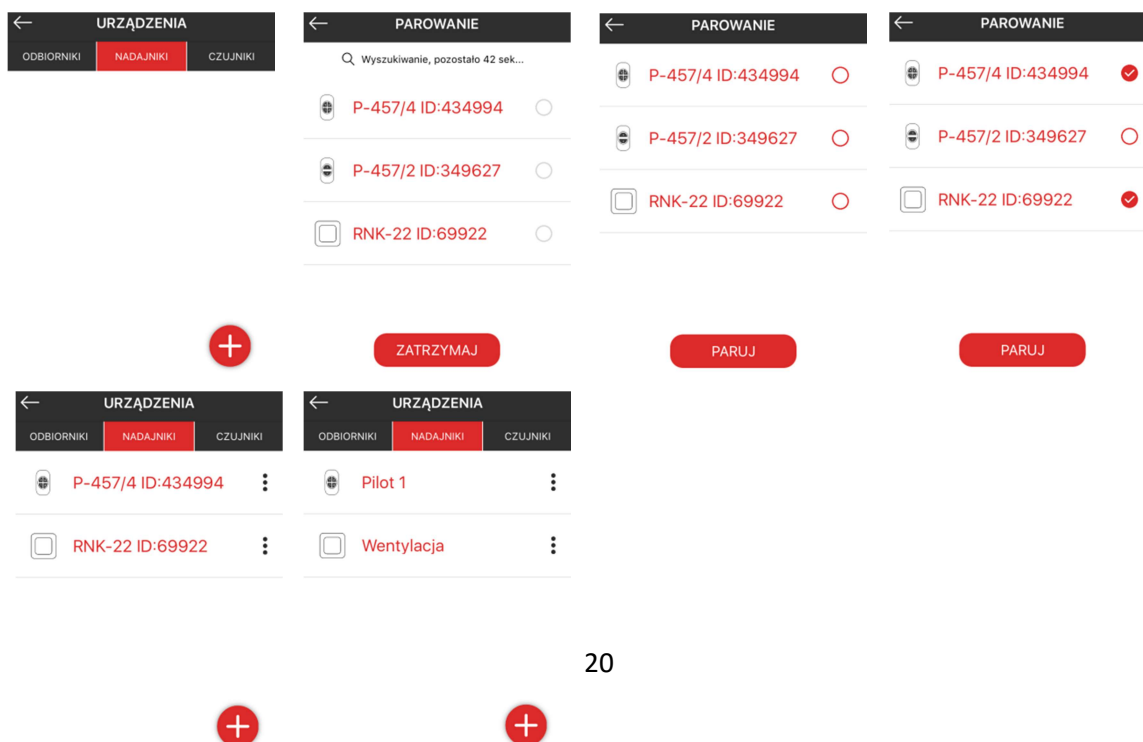 URZĄDZENIA
ODBIORNIKI NADAJNIKI CZUJNIKI
PAROWANIE
Wyszukiwanie, pozostało 42 sek...
P-457/4 ID:434994
P-457/2 ID:349627
RNK-22 ID:69922
ZATRZYMAJ
PAROWANIE
P-457/4 ID:434994
P-457/2 ID:349627
RNK-22 ID:69922
PARUJ
PAROWANIE
P-457/4 ID:434994
P-457/2 ID:349627
RNK-22 ID:69922
PARUJ
URZĄDZENIA
ODBIORNIKI NADAJNIKI CZUJNIKI
P-457/4 ID:434994
RNK-22 ID:69922
URZĄDZENIA
ODBIORNIKI NADAJNIKI CZUJNIKI
Pilot 1
Wentylacja
20